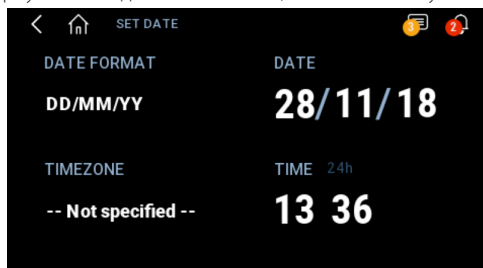 SET DATE
3
2
DATE FORMAT
DATE
DD/MM/YY
28/11/18
TIMEZONE
TIME 24h
-- Not specified --
13 36